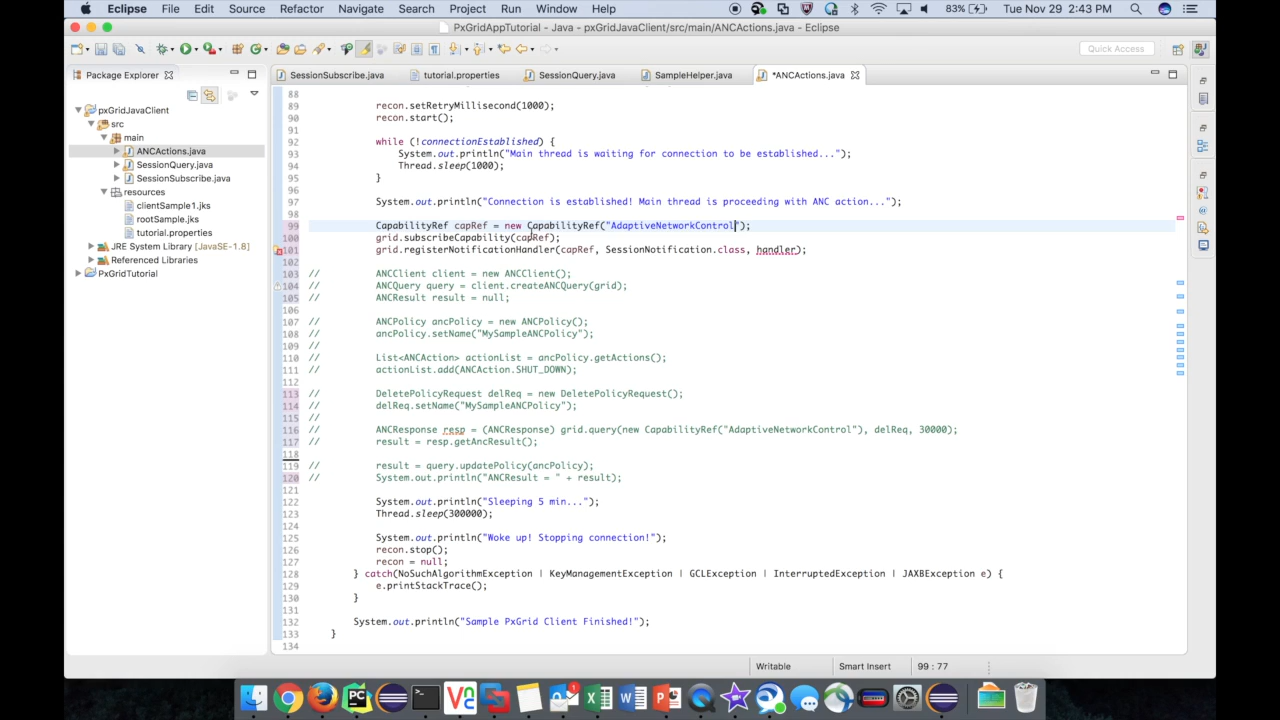 Eclipse File Edit Source Refactor Navigate Search Project Run Window Help 83% Tue Nov 29 2:43 PM
PxGridAppTutorial - Java - pxGridJavaClient/src/main/ANCActions.java - Eclipse
Quick Access
Package Explorer
SessionSubscribe.java tutorial.properties SessionQuery.java SampleHelper.java *ANCActions.java
pxGridJavaClient
src
main
ANCActions.java
SessionQuery.java
SessionSubscribe.java
resources
clientSample1.jks
rootSample.jks
tutorial.properties
JRE System Library [JavaSE-1.8]
Referenced Libraries
PxGridTutorial
88
89 recon.setRetryMillisecond(1000);
90 recon.start();
91
92 while (!connectionEstablished) {
93 System.out.println("Main thread is waiting for connection to be established...");
94 Thread.sleep(1000);
95 }
96
97 System.out.println("Connection is established! Main thread is proceeding with ANC action...");
98
99 CapabilityRef capRef = new CapabilityRef("AdaptiveNetworkControl");
100 grid.subscribeCapability(capRef);
101 grid.registerNotificationHandler(capRef, SessionNotification.class, handler);
102
103 // ANCClient client = new ANCClient();
104 // ANCQuery query = client.createANCQuery(grid);
105 // ANCResult result = null;
106
107 // ANCPolicy ancPolicy = new ANCPolicy();
108 // ancPolicy.setName("MySampleANCPolicy");
109 //
110 // List<ANCAction> actionList = ancPolicy.getActions();
111 // actionList.add(ANCAction.SHUT_DOWN);
112
113 // DeletePolicyRequest delReq = new DeletePolicyRequest();
114 // delReq.setName("MySampleANCPolicy");
115 //
116 // ANCResponse resp = (ANCResponse) grid.query(new CapabilityRef("AdaptiveNetworkControl"), delReq, 30000);
117 // result = resp.getAncResult();
118
119 // result = query.updatePolicy(ancPolicy);
120 // System.out.println("ANCResult = " + result);
121
122 System.out.println("Sleeping 5 min...");
123 Thread.sleep(300000);
124
125 System.out.println("Woke up! Stopping connection!");
126 recon.stop();
127 recon = null;
128 } catch(NoSuchAlgorithmException | KeyManagementException | GCLException | InterruptedException | JAXBException e) {
129 e.printStackTrace();
130 }
131
132 System.out.println("Sample PxGrid Client Finished!");
133 }
134
Writable Smart Insert 99 : 77